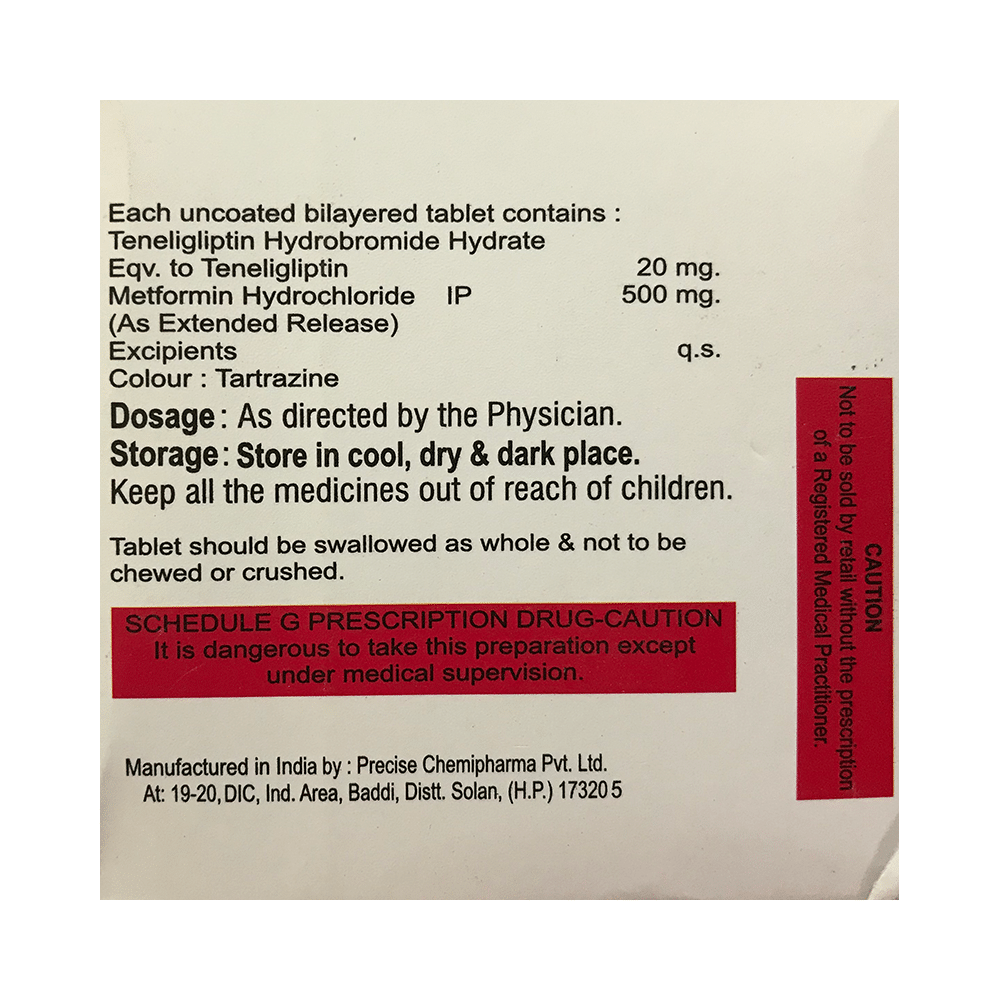 Each uncoated bilayered tablet contains :
Teneligliptin Hydrobromide Hydrate
Eqv. to Teneligliptin 20 mg.
Metformin Hydrochloride IP 500 mg.
(As Extended Release)
Excipients q.s.
Colour : Tartrazine
Dosage : As directed by the Physician.
Storage : Store in cool, dry & dark place.
Keep all the medicines out of reach of children.
Tablet should be swallowed as whole & not to be
chewed or crushed.
SCHEDULE G PRESCRIPTION DRUG-CAUTION
It is dangerous to take this preparation except
under medical supervision.
Manufactured in India by : Precise Chemipharma Pvt. Ltd.
At: 19-20, DIC, Ind. Area, Baddi, Distt. Solan, (H.P.) 173205
CAUTION
Not to be sold by retail without the prescription
of a Registered Medical Practitioner.